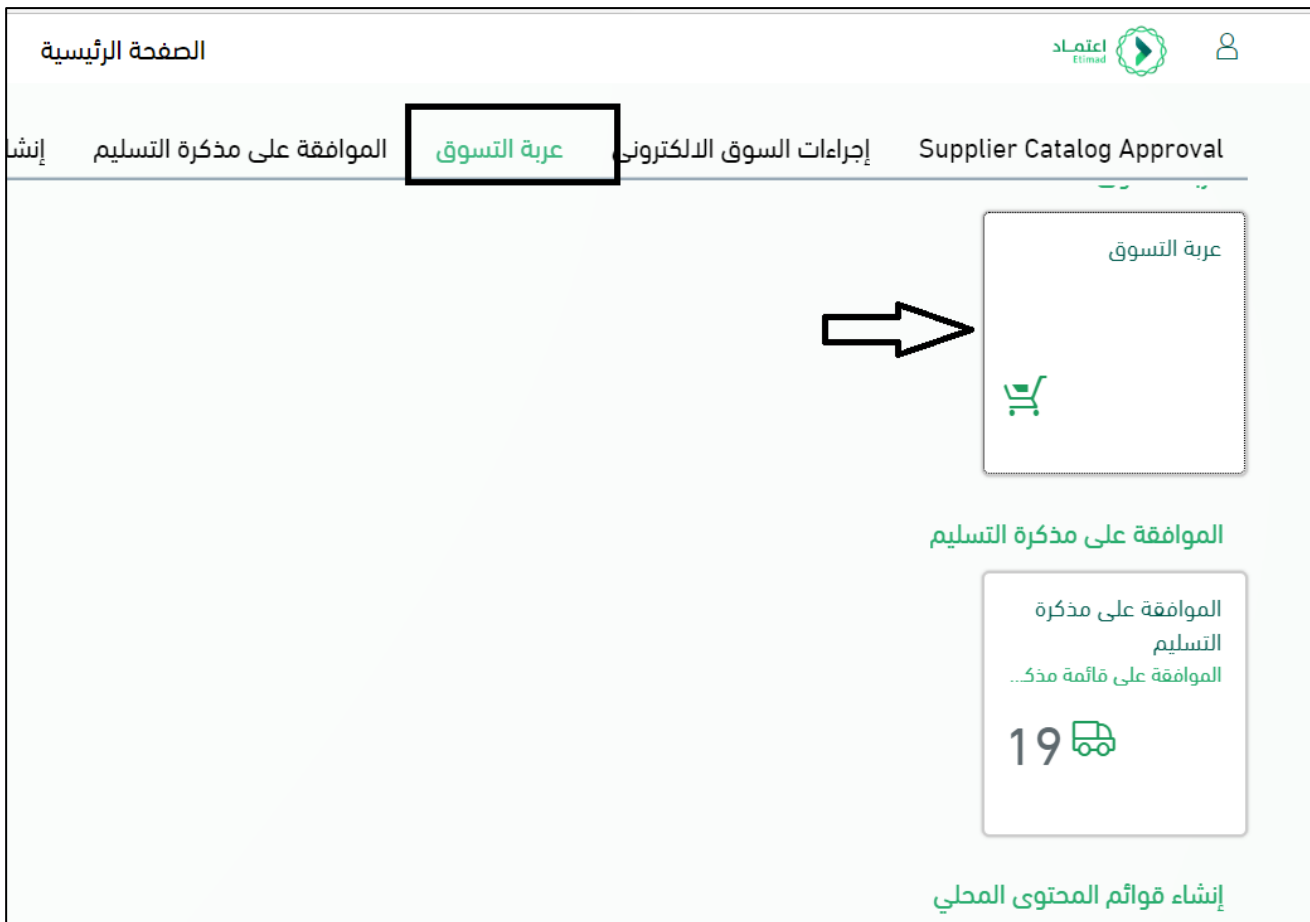 اعتماد
Etimad
الصفحة الرئيسية
Supplier Catalog Approval
إجراءات السوق الالكتروني
عربة التسوق
الموافقة على مذكرة التسليم
عربة التسوق
الموافقة على مذكرة التسليم
الموافقة على مذكرة
التسليم
الموافقة على قائمة مذك...
19
إنشاء قوائم المحتوى المحلي